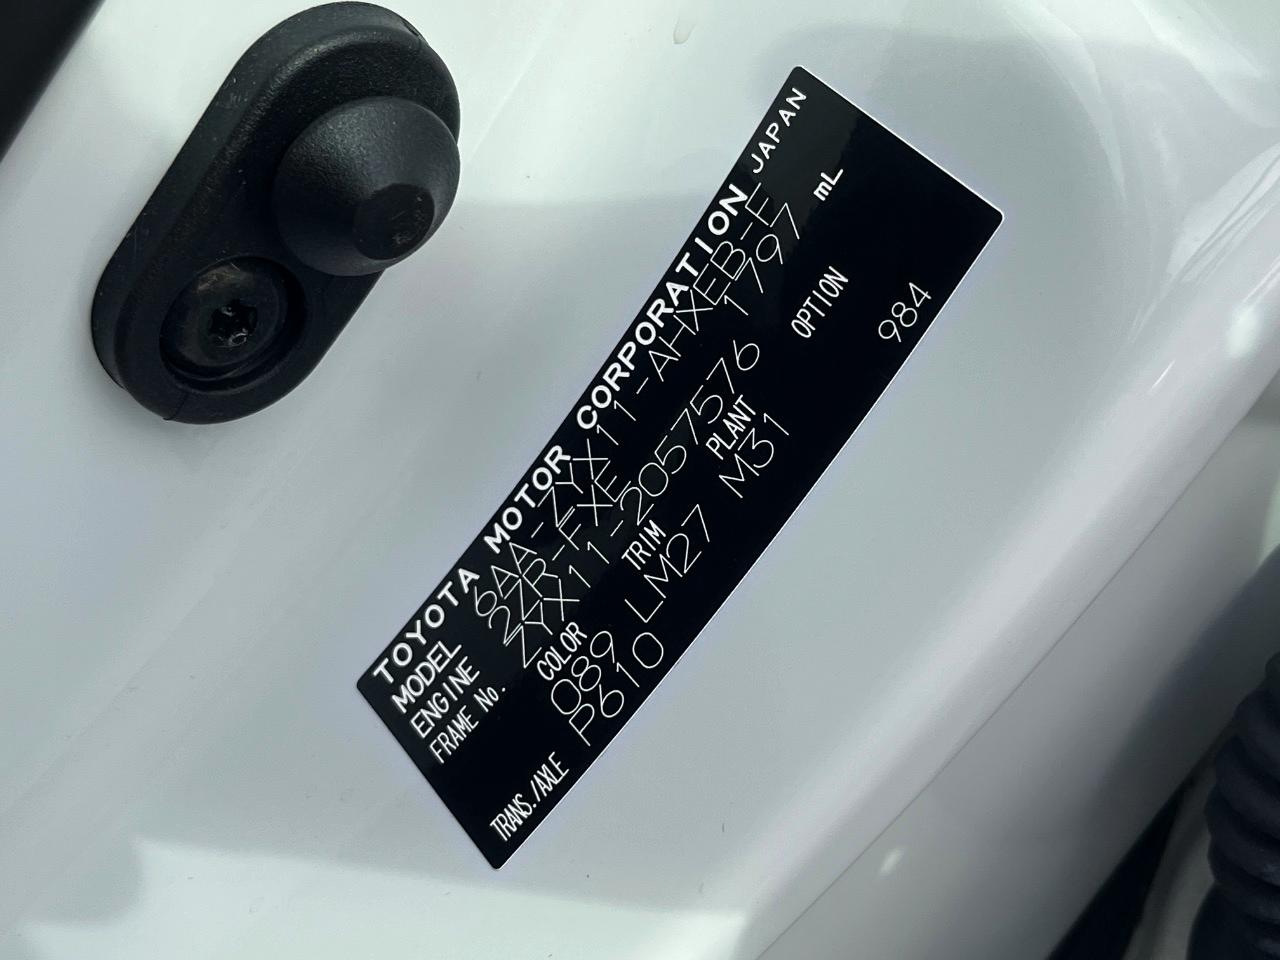 TOYOTA MOTOR CORPORATION JAPAN
MODEL 6AA-ZYX11-AHXEB-E
ENGINE 2ZR-FXE 1797 mL
FRAME No. ZYX11-2057576
COLOR TRIM PLANT OPTION
089 LM27 M31 984
TRANS./AXLE P610